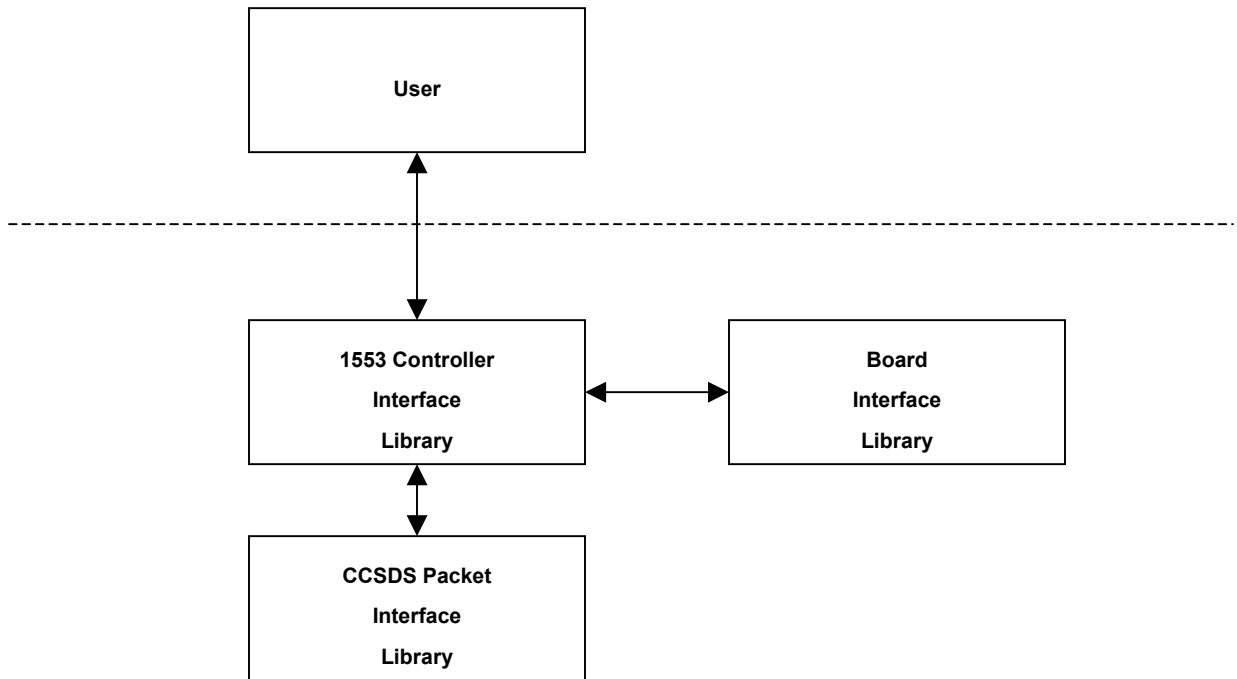 User
1553 Controller
Interface
Library
Board
Interface
Library
CCSDS Packet
Interface
Library